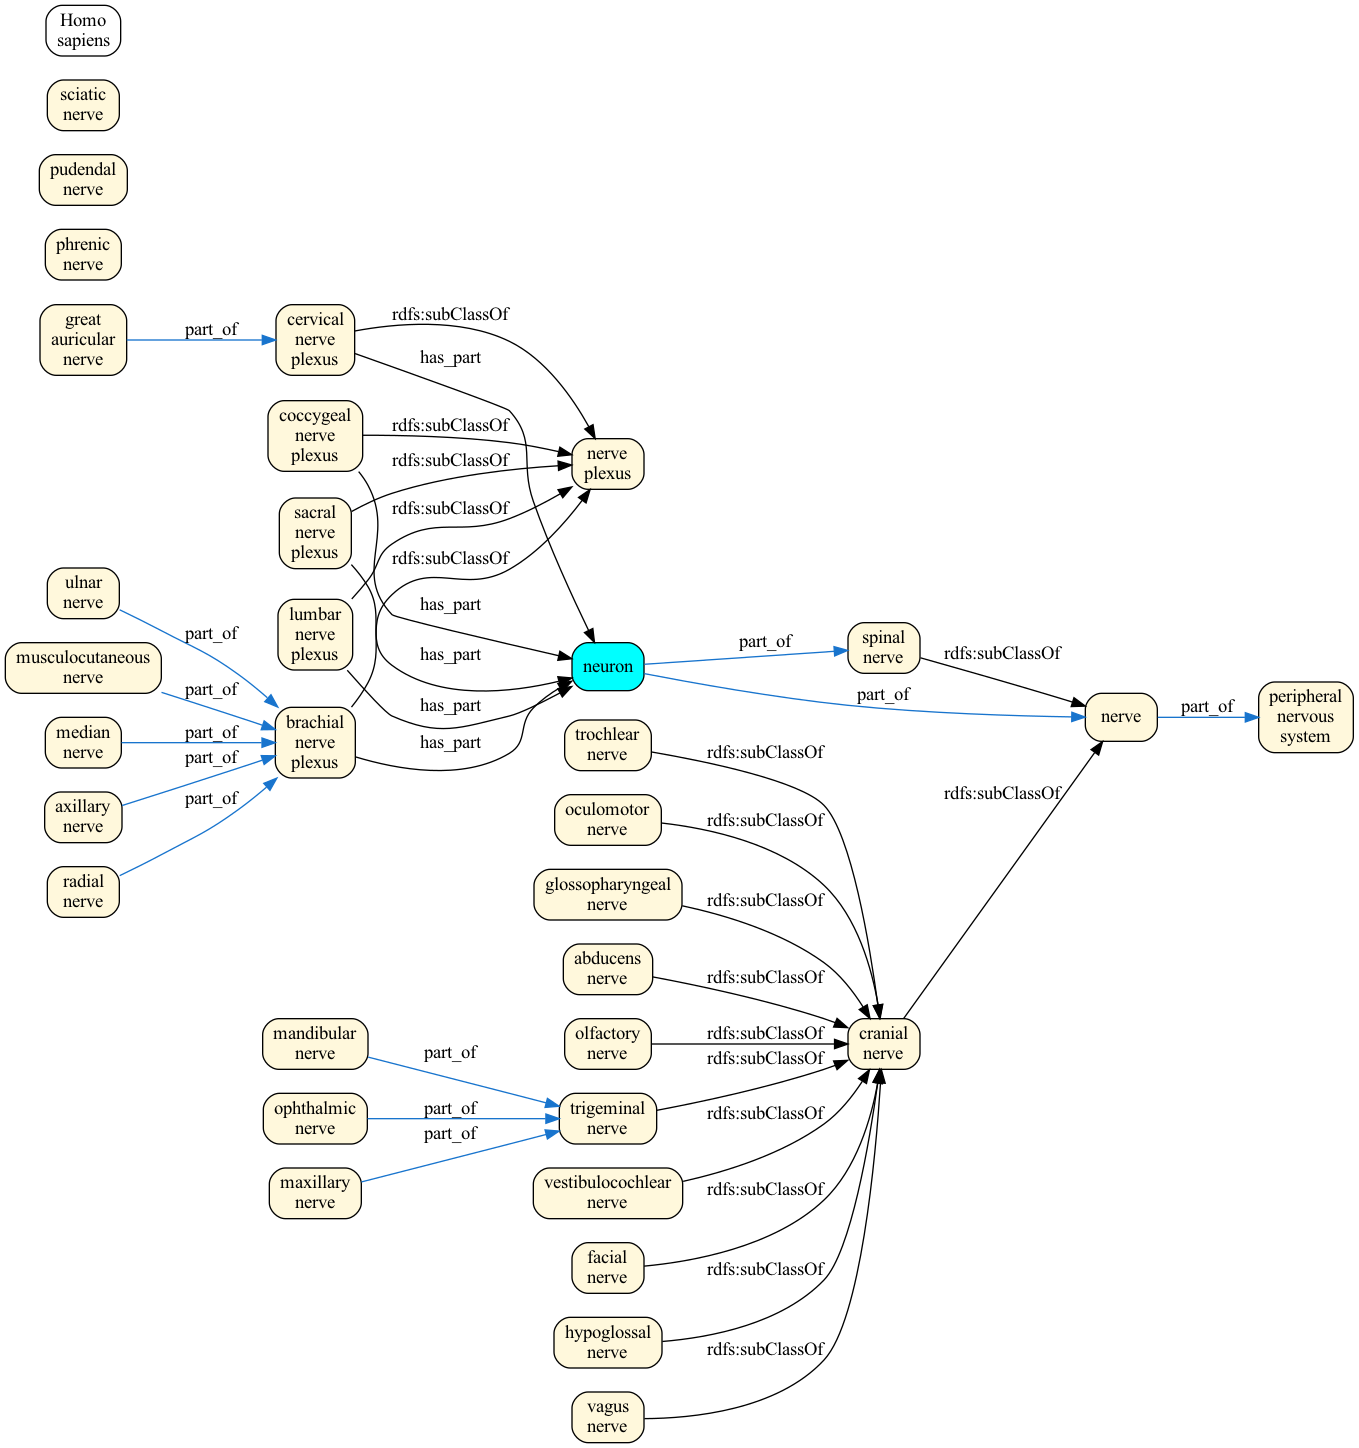 Homo
sapiens
sciatic
nerve
pudendal
nerve
phrenic
nerve
great
auricular
nerve
part_of
cervical
nerve
plexus
rdfs:subClassOf
has_part
coccygeal
nerve
plexus
rdfs:subClassOf
nerve
plexus
rdfs:subClassOf
sacral
nerve
plexus
rdfs:subClassOf
rdfs:subClassOf
ulnar
nerve
part_of
lumbar
nerve
plexus
has_part
has_part
neuron
part_of
spinal
nerve
rdfs:subClassOf
musculocutaneous
nerve
part_of
has_part
part_of
nerve
part_of
peripheral
nervous
system
median
nerve
part_of
brachial
nerve
plexus
has_part
trochlear
nerve
rdfs:subClassOf
part_of
axillary
nerve
part_of
oculomotor
nerve
rdfs:subClassOf
rdfs:subClassOf
radial
nerve
glossopharyngeal
nerve
rdfs:subClassOf
abducens
nerve
rdfs:subClassOf
mandibular
nerve
part_of
olfactory
nerve
rdfs:subClassOf
cranial
nerve
rdfs:subClassOf
ophthalmic
nerve
part_of
trigeminal
nerve
rdfs:subClassOf
part_of
maxillary
nerve
vestibulocochlear
nerve
rdfs:subClassOf
facial
nerve
rdfs:subClassOf
hypoglossal
nerve
rdfs:subClassOf
vagus
nerve